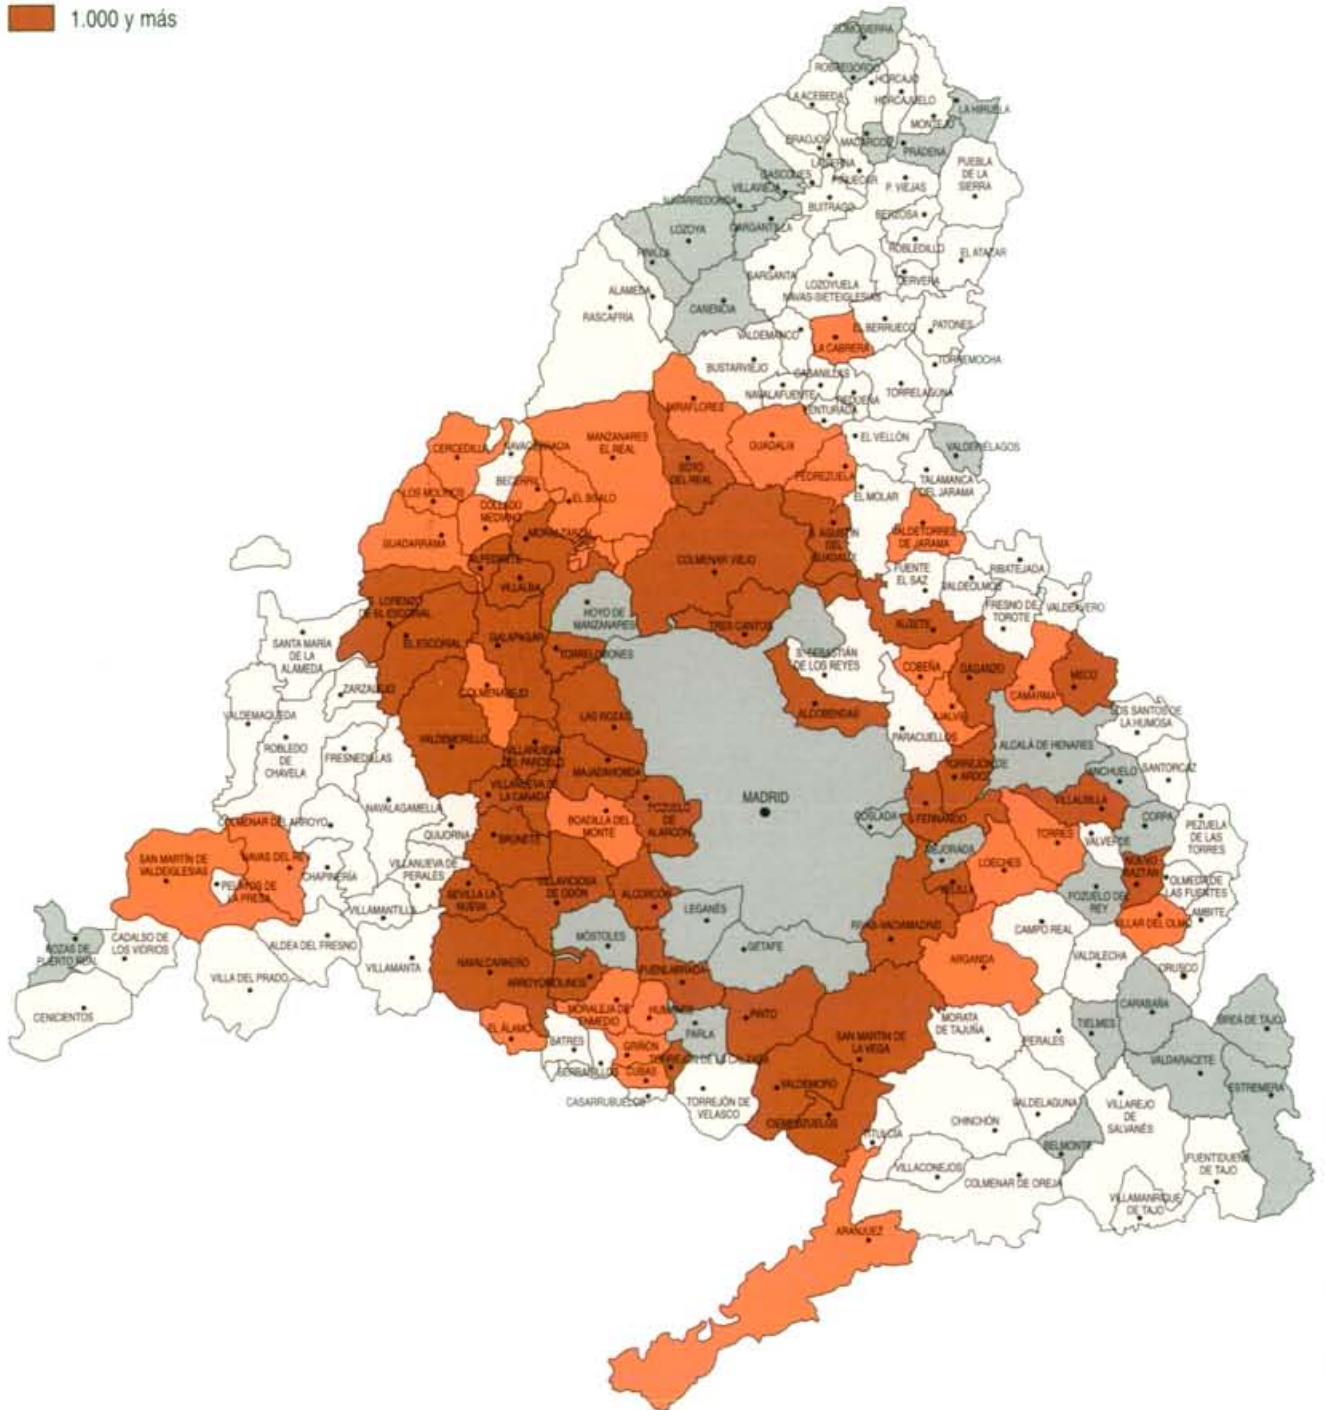 1.000 y más
SOMOSIERRA
ROBREGORDO
HORCAJO
LA ACEBEDA
HORCAJUELO
LA HIRUELA
MONTEJO
BRAOJOS
MADARCOS
PRÁDENA
LA SERNA
PUEBLA
DE LA
SIERRA
GASCONES
PIÑUECAR
VILLAVIEJA
P. VIEJAS
NAVARREDONDA
BUITRAGO
BERZOSA
GARGANTILLA
LOZOYA
ROBLEDILLO
EL ATAZAR
PINILLA
GARGANTA
LOZOYUELA
NAVAS-SIETEIGLESIAS
CERVERA
ALAMEDA
RASCAFRÍA
CANENCIA
EL BERRUECO
PATONES
VALDEMANCO
LA CABRERA
TORREMOCHA
BUSTARVIEJO
CABANILLAS
NAVALAFUENTE
REDUEÑA
TORRELAGUNA
VENTURADA
MIRAFLORES
MANZANARES
EL REAL
GUADALIX
EL VELLÓN
VALDEPIÉLAGOS
CERCEDILLA
NAVACERRADA
SOTO
DEL REAL
PEDREZUELA
TALAMANCA
DEL JARAMA
BECERRIL
LOS MOLINOS
EL BOALO
EL MOLAR
COLLADO
MEDIANO
MORALZARZAL
S. AGUSTÍN
DEL
GUADALIX
VALDETORRES
DE JARAMA
GUADARRAMA
ALPEDRETE
COLMENAR VIEJO
FUENTE
EL SAZ
RIBATEJADA
VILLALBA
VALDEOLMOS
S. LORENZO
DE EL ESCORIAL
HOYO DE
MANZANARES
FRESNO DE
TOROTE
VALDEAVERO
TRES CANTOS
ALGETE
SANTA MARÍA
DE LA
ALAMEDA
EL ESCORIAL
GALAPAGAR
TORRELODONES
S. SEBASTIÁN
DE LOS REYES
COBEÑA
DAGANZO
CAMARMA
MECO
ZARZALEJO
COLMENAREJO
VALDEMAQUEDA
LAS ROZAS
ALCOBENDAS
AJALVIR
LOS SANTOS DE
LA HUMOSA
ROBLEDO
DE
CHAVELA
FRESNEDILLAS
VALDEMORILLO
VILLANUEVA
DEL PARDILLO
PARACUELLOS
ALCALÁ DE HENARES
MAJADAHONDA
TORREJÓN DE
ARDOZ
ANCHUELO
SANTORCAZ
NAVALAGAMELLA
VILLANUEVA DE
LA CAÑADA
MADRID
POZUELO
DE
ALARCÓN
VILLALBILLA
COLMENAR DEL ARROYO
QUIJORNA
BOADILLA DEL
MONTE
COSLADA
S. FERNANDO
CORPA
PEZUELA
DE LAS
TORRES
BRUNETE
TORRES
VALVERDE
SAN MARTÍN DE
VALDEIGLESIAS
NAVAS DEL REY
CHAPINERÍA
VILLANUEVA DE
PERALES
MEJORADA
LOECHES
NUEVO
BAZTÁN
PELAYOS DE
LA PRESA
SEVILLA LA
NUEVA
VILLAVICIOSA
DE ODÓN
ALCORCÓN
VELILLA
POZUELO DEL
REY
OLMEDA DE
LAS FUENTES
VILLAMANTILLA
LEGANÉS
AMBITE
VILLAR DEL OLMO
ROZAS DE
PUERTO REAL
CADALSO DE
LOS VIDRIOS
ALDEA DEL FRESNO
MÓSTOLES
GETAFE
RIVAS-VACIAMADRID
CAMPO REAL
VILLA DEL PRADO
VILLAMANTA
NAVALCARNERO
ARROYOMOLINOS
FUENLABRADA
ARGANDA
VALDILECHA
ORUSCO
CENICIENTOS
MORALEJA DE
ENMEDIO
HUMANES
PINTO
MORATA
DE TAJUÑA
CARABAÑA
EL ÁLAMO
BATRES
GRIÑÓN
PARLA
SAN MARTÍN DE
LA VEGA
PERALES
TIELMES
BREA DE TAJO
TORREJÓN DE LA CALZADA
VALDARACETE
SERRANILLOS
CUBAS
VALDEMORO
ESTREMERA
CASARRUBUELOS
TORREJÓN DE
VELASCO
CIEMPOZUELOS
CHINCHÓN
VALDELAGUNA
VILLAREJO
DE
SALVANÉS
TITULCIA
BELMONTE
VILLACONEJOS
COLMENAR DE OREJA
FUENTIDUEÑA
DE TAJO
VILLAMANRIQUE
DE TAJO
ARANJUEZ